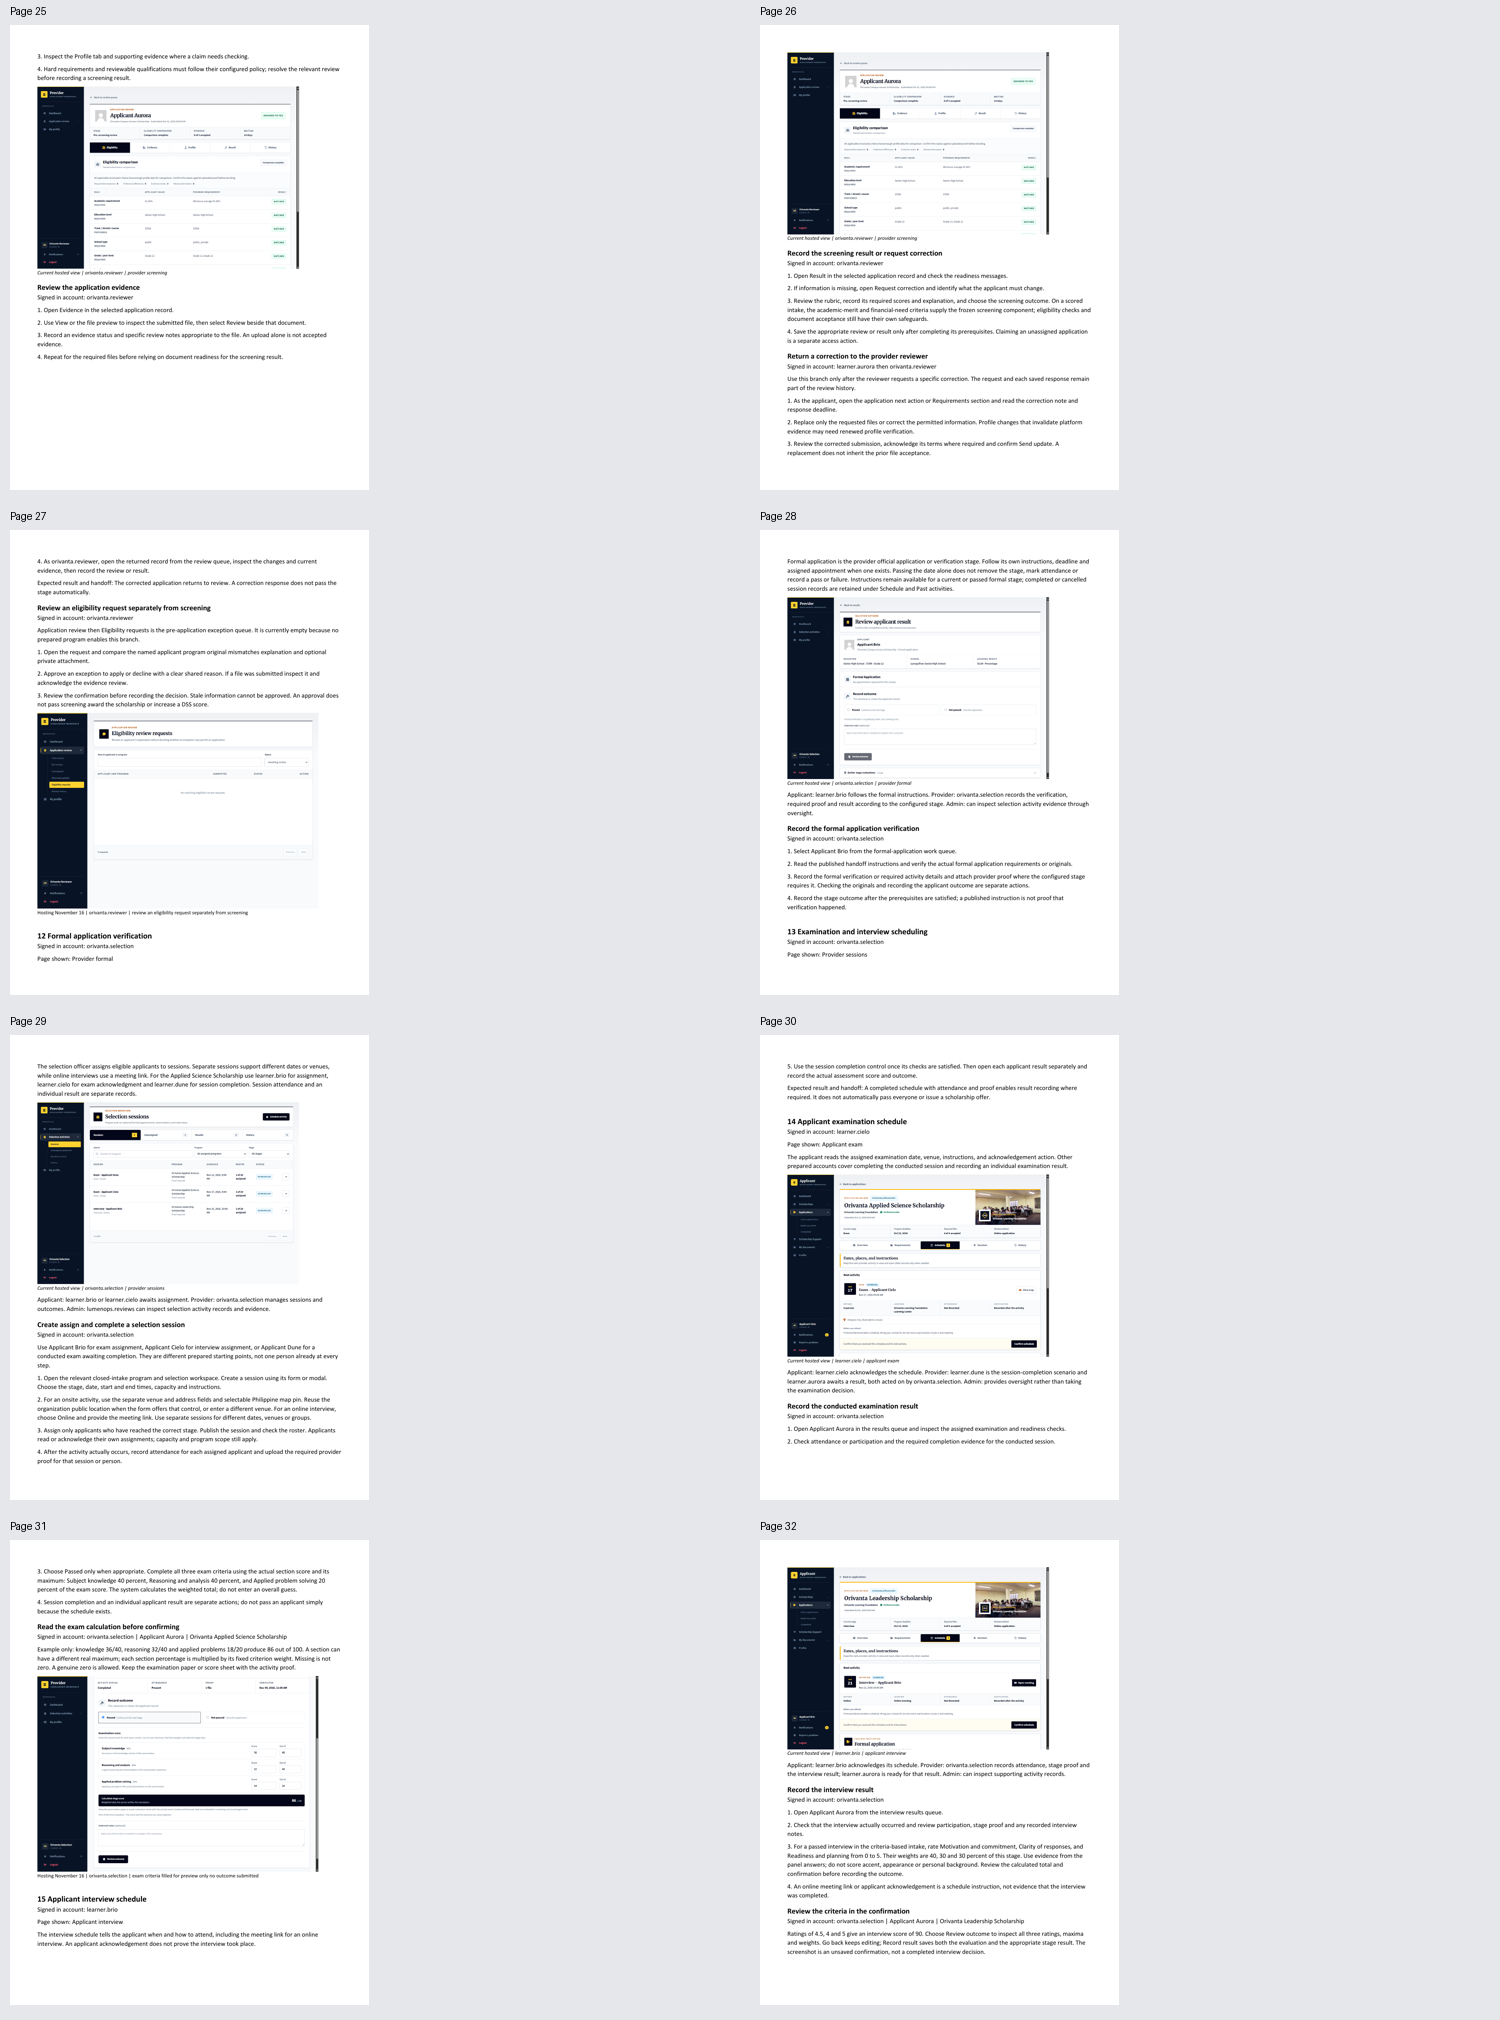 Page 25
3. Inspect the Profile tab and supporting evidence where a claim needs checking.
4. Hard requirements and reviewable qualifications must follow their configured policy; resolve the relevant review
before recording a screening result.
Provider
Applicant Aurora
Eligibility comparison
Current hosted view | orivanta.reviewer | provider screening
Review the application evidence
Signed in account: orivanta.reviewer
1. Open Evidence in the selected application record.
2. Use View or the file preview to inspect the submitted file, then select Review beside that document.
3. Record an evidence status and specific review notes appropriate to the file. An upload alone is not accepted
evidence.
4. Repeat for the required files before relying on document readiness for the screening result.
Page 26
Provider
Applicant Aurora
Eligibility comparison
Current hosted view | orivanta.reviewer | provider screening
Record the screening result or request correction
Signed in account: orivanta.reviewer
1. Open Result in the selected application record and check the readiness messages.
2. If information is missing, open Request correction and identify what the applicant must change.
3. Review the rubric, record its required scores and explanation, and choose the screening outcome. On a scored
intake, the academic-merit and financial-need criteria supply the frozen screening component; eligibility checks and
document acceptance still have their own safeguards.
4. Save the appropriate review or result only after completing its prerequisites. Claiming an unassigned application
is a separate access action.
Return a correction to the provider reviewer
Signed in account: learner.aurora then orivanta.reviewer
Use this branch only after the reviewer requests a specific correction. The request and each saved response remain
part of the review history.
1. As the applicant, open the application next action or Requirements section and read the correction note and
response deadline.
2. Replace only the requested files or correct the permitted information. Profile changes that invalidate platform
evidence may need renewed profile verification.
3. Review the corrected submission, acknowledge its terms where required and confirm Send update. A
replacement does not inherit the prior file acceptance.
Page 27
4. As orivanta.reviewer, open the returned record from the review queue, inspect the changes and current
evidence, then record the review or result.
Expected result and handoff: The corrected application returns to review. A correction response does not pass the
stage automatically.
Review an eligibility request separately from screening
Signed in account: orivanta.reviewer
Application review then Eligibility requests is the pre-application exception queue. It is currently empty because no
prepared program enables this branch.
1. Open the request and compare the named applicant program original mismatches explanation and optional
private attachment.
2. Approve an exception to apply or decline with a clear shared reason. If a file was submitted inspect it and
acknowledge the evidence review.
3. Review the confirmation before recording the decision. Stale information cannot be approved. An approval does
not pass screening award the scholarship or increase a DSS score.
Provider
Eligibility review requests
Hosting November 16 | orivanta.reviewer | review an eligibility request separately from screening
12 Formal application verification
Signed in account: orivanta.selection
Page shown: Provider formal
Page 28
Formal application is the provider official application or verification stage. Follow its own instructions, deadline and
assigned appointment when one exists. Passing the date alone does not remove the stage, mark attendance or
record a pass or failure. Instructions remain available for a current or passed formal stage; completed or cancelled
session records are retained under Schedule and Past activities.
Provider
Review applicant result
Applicant Brio
Formal Application
Record outcome
Current hosted view | orivanta.selection | provider formal
Applicant: learner.brio follows the formal instructions. Provider: orivanta.selection records the verification,
required proof and result according to the configured stage. Admin: can inspect selection activity evidence through
oversight.
Record the formal application verification
Signed in account: orivanta.selection
1. Select Applicant Brio from the formal-application work queue.
2. Read the published handoff instructions and verify the actual formal application requirements or originals.
3. Record the formal verification or required activity details and attach provider proof where the configured stage
requires it. Checking the originals and recording the applicant outcome are separate actions.
4. Record the stage outcome after the prerequisites are satisfied; a published instruction is not proof that
verification happened.
13 Examination and interview scheduling
Signed in account: orivanta.selection
Page shown: Provider sessions
Page 29
The selection officer assigns eligible applicants to sessions. Separate sessions support different dates or venues,
while online interviews use a meeting link. For the Applied Science Scholarship use learner.brio for assignment,
learner.cielo for exam acknowledgment and learner.dune for session completion. Session attendance and an
individual result are separate records.
Provider
Selection sessions
Current hosted view | orivanta.selection | provider sessions
Applicant: learner.brio or learner.cielo awaits assignment. Provider: orivanta.selection manages sessions and
outcomes. Admin: lumenops.reviews can inspect selection activity records and evidence.
Create assign and complete a selection session
Signed in account: orivanta.selection
Use Applicant Brio for exam assignment, Applicant Cielo for interview assignment, or Applicant Dune for a
conducted exam awaiting completion. They are different prepared starting points, not one person already at every
step.
1. Open the relevant closed-intake program and selection workspace. Create a session using its form or modal.
Choose the stage, date, start and end times, capacity and instructions.
2. For an onsite activity, use the separate venue and address fields and selectable Philippine map pin. Reuse the
organization public location when the form offers that control, or enter a different venue. For an online interview,
choose Online and provide the meeting link. Use separate sessions for different dates, venues or groups.
3. Assign only applicants who have reached the correct stage. Publish the session and check the roster. Applicants
read or acknowledge their own assignments; capacity and program scope still apply.
4. After the activity actually occurs, record attendance for each assigned applicant and upload the required provider
proof for that session or person.
Page 30
5. Use the session completion control once its checks are satisfied. Then open each applicant result separately and
record the actual assessment score and outcome.
Expected result and handoff: A completed schedule with attendance and proof enables result recording where
required. It does not automatically pass everyone or issue a scholarship offer.
14 Applicant examination schedule
Signed in account: learner.cielo
Page shown: Applicant exam
The applicant reads the assigned examination date, venue, instructions, and acknowledgement action. Other
prepared accounts cover completing the conducted session and recording an individual examination result.
Applicant
Orivanta Applied Science Scholarship
Dates, places, and instructions
Exam - Applicant Cielo
Current hosted view | learner.cielo | applicant exam
Applicant: learner.cielo acknowledges the schedule. Provider: learner.dune is the session-completion scenario and
learner.aurora awaits a result, both acted on by orivanta.selection. Admin: provides oversight rather than taking
the examination decision.
Record the conducted examination result
Signed in account: orivanta.selection
1. Open Applicant Aurora in the results queue and inspect the assigned examination and readiness checks.
2. Check attendance or participation and the required completion evidence for the conducted session.
Page 31
3. Choose Passed only when appropriate. Complete all three exam criteria using the actual section score and its
maximum: Subject knowledge 40 percent, Reasoning and analysis 40 percent, and Applied problem solving 20
percent of the exam score. The system calculates the weighted total; do not enter an overall guess.
4. Session completion and an individual applicant result are separate actions; do not pass an applicant simply
because the schedule exists.
Read the exam calculation before confirming
Signed in account: orivanta.selection | Applicant Aurora | Orivanta Applied Science Scholarship
Example only: knowledge 36/40, reasoning 32/40 and applied problems 18/20 produce 86 out of 100. A section can
have a different real maximum; each section percentage is multiplied by its fixed criterion weight. Missing is not
zero. A genuine zero is allowed. Keep the examination paper or score sheet with the activity proof.
Provider
Record outcome
Hosting November 16 | orivanta.selection | exam criteria filled for preview only no outcome submitted
15 Applicant interview schedule
Signed in account: learner.brio
Page shown: Applicant interview
The interview schedule tells the applicant when and how to attend, including the meeting link for an online
interview. An applicant acknowledgement does not prove the interview took place.
Page 32
Applicant
Orivanta Leadership Scholarship
Dates, places, and instructions
Interview - Applicant Brio
Formal application
Current hosted view | learner.brio | applicant interview
Applicant: learner.brio acknowledges its schedule. Provider: orivanta.selection records attendance, stage proof and
the interview result; learner.aurora is ready for that result. Admin: can inspect supporting activity records.
Record the interview result
Signed in account: orivanta.selection
1. Open Applicant Aurora from the interview results queue.
2. Check that the interview actually occurred and review participation, stage proof and any recorded interview
notes.
3. For a passed interview in the criteria-based intake, rate Motivation and commitment, Clarity of responses, and
Readiness and planning from 0 to 5. Their weights are 40, 30 and 30 percent of this stage. Use evidence from the
panel answers; do not score accent, appearance or personal background. Review the calculated total and
confirmation before recording the outcome.
4. An online meeting link or applicant acknowledgement is a schedule instruction, not evidence that the interview
was completed.
Review the criteria in the confirmation
Signed in account: orivanta.selection | Applicant Aurora | Orivanta Leadership Scholarship
Ratings of 4.5, 4 and 5 give an interview score of 90. Choose Review outcome to inspect all three ratings, maxima
and weights. Go back keeps editing; Record result saves both the evaluation and the appropriate stage result. The
screenshot is an unsaved confirmation, not a completed interview decision.